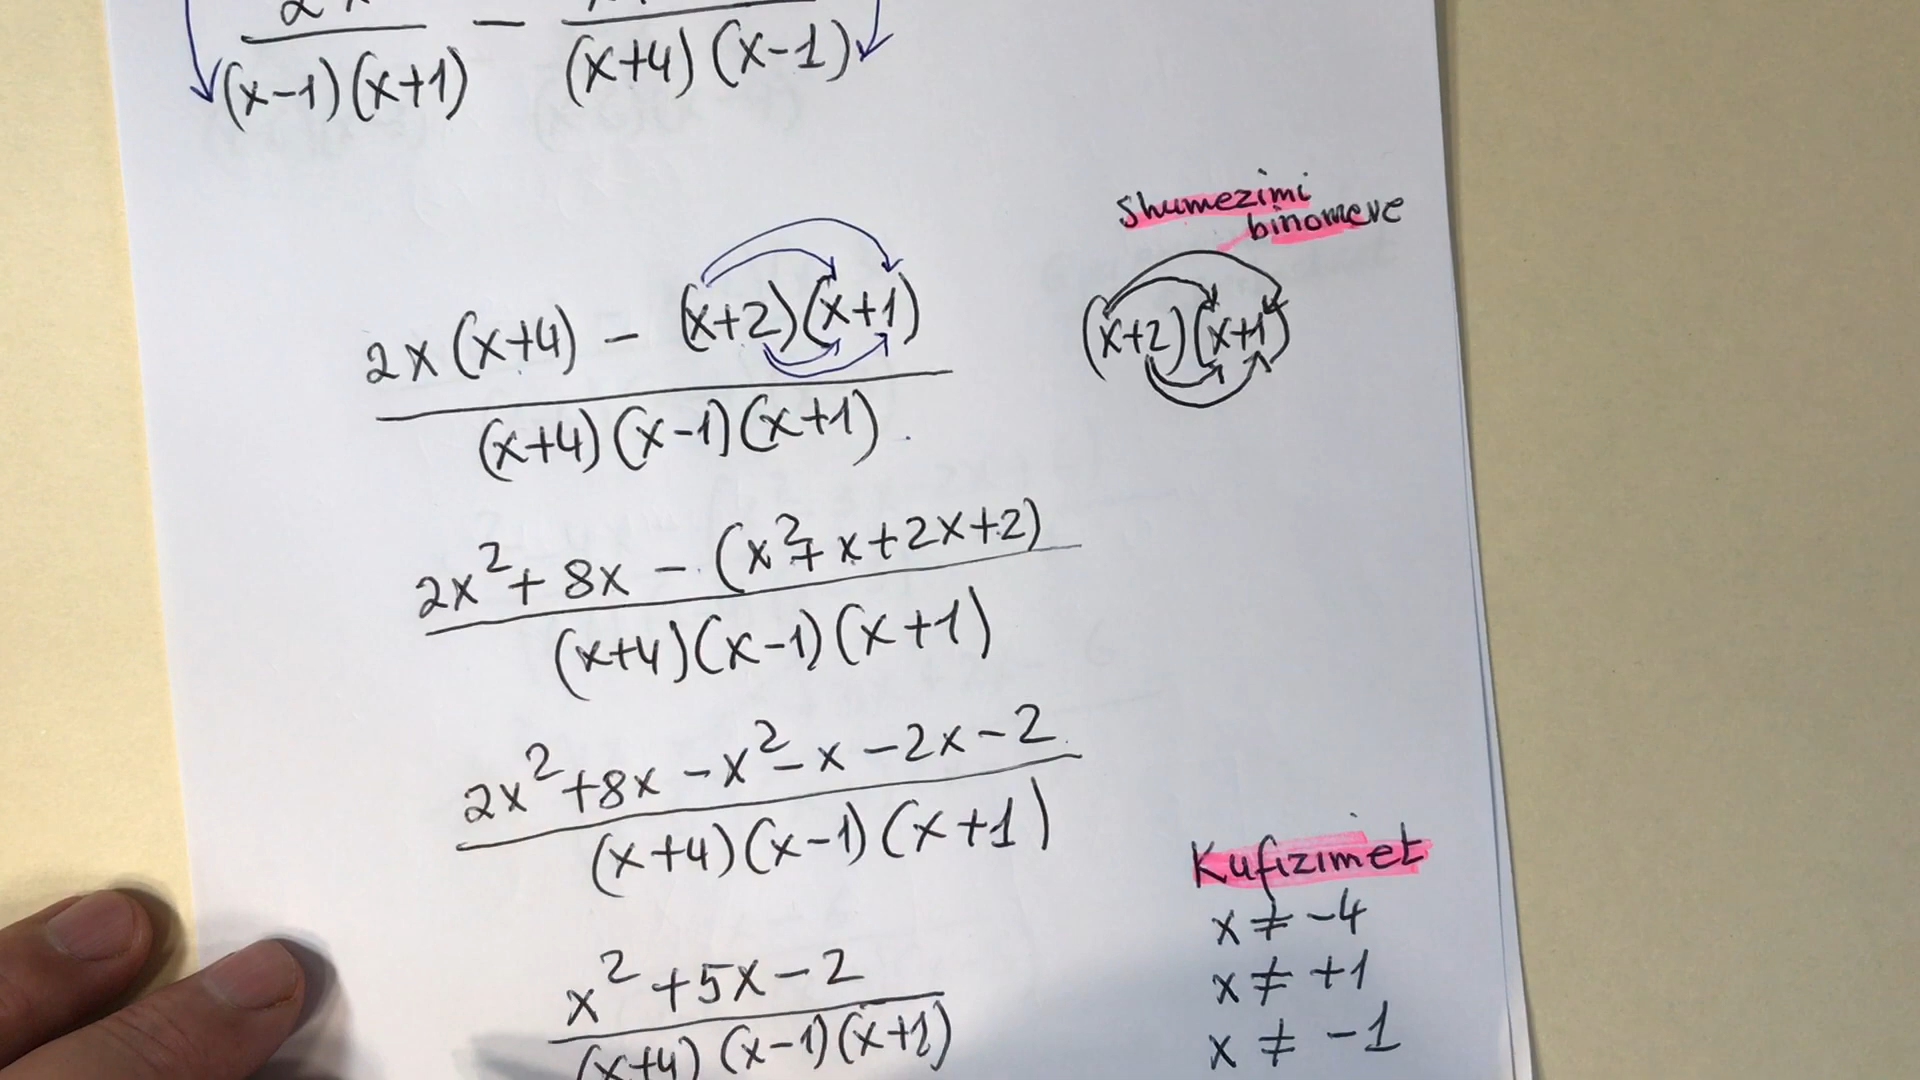 2x
(x-1)(x+1) - (x+4)(x-1)
Shumezimi
binomeve
2x(x+4) - (x+2)(x+1)
(x+2)(x+1)
(x+4)(x-1)(x+1)
2x²+8x-(x²+x+2x+2)
(x+4)(x-1)(x+1)
2x²+8x-x²-x-2x-2
(x+4)(x-1)(x+1)
Kufizimet
x≠-4
x²+5x-2
x≠+1
(x+4)(x-1)(x+1)
x≠-1